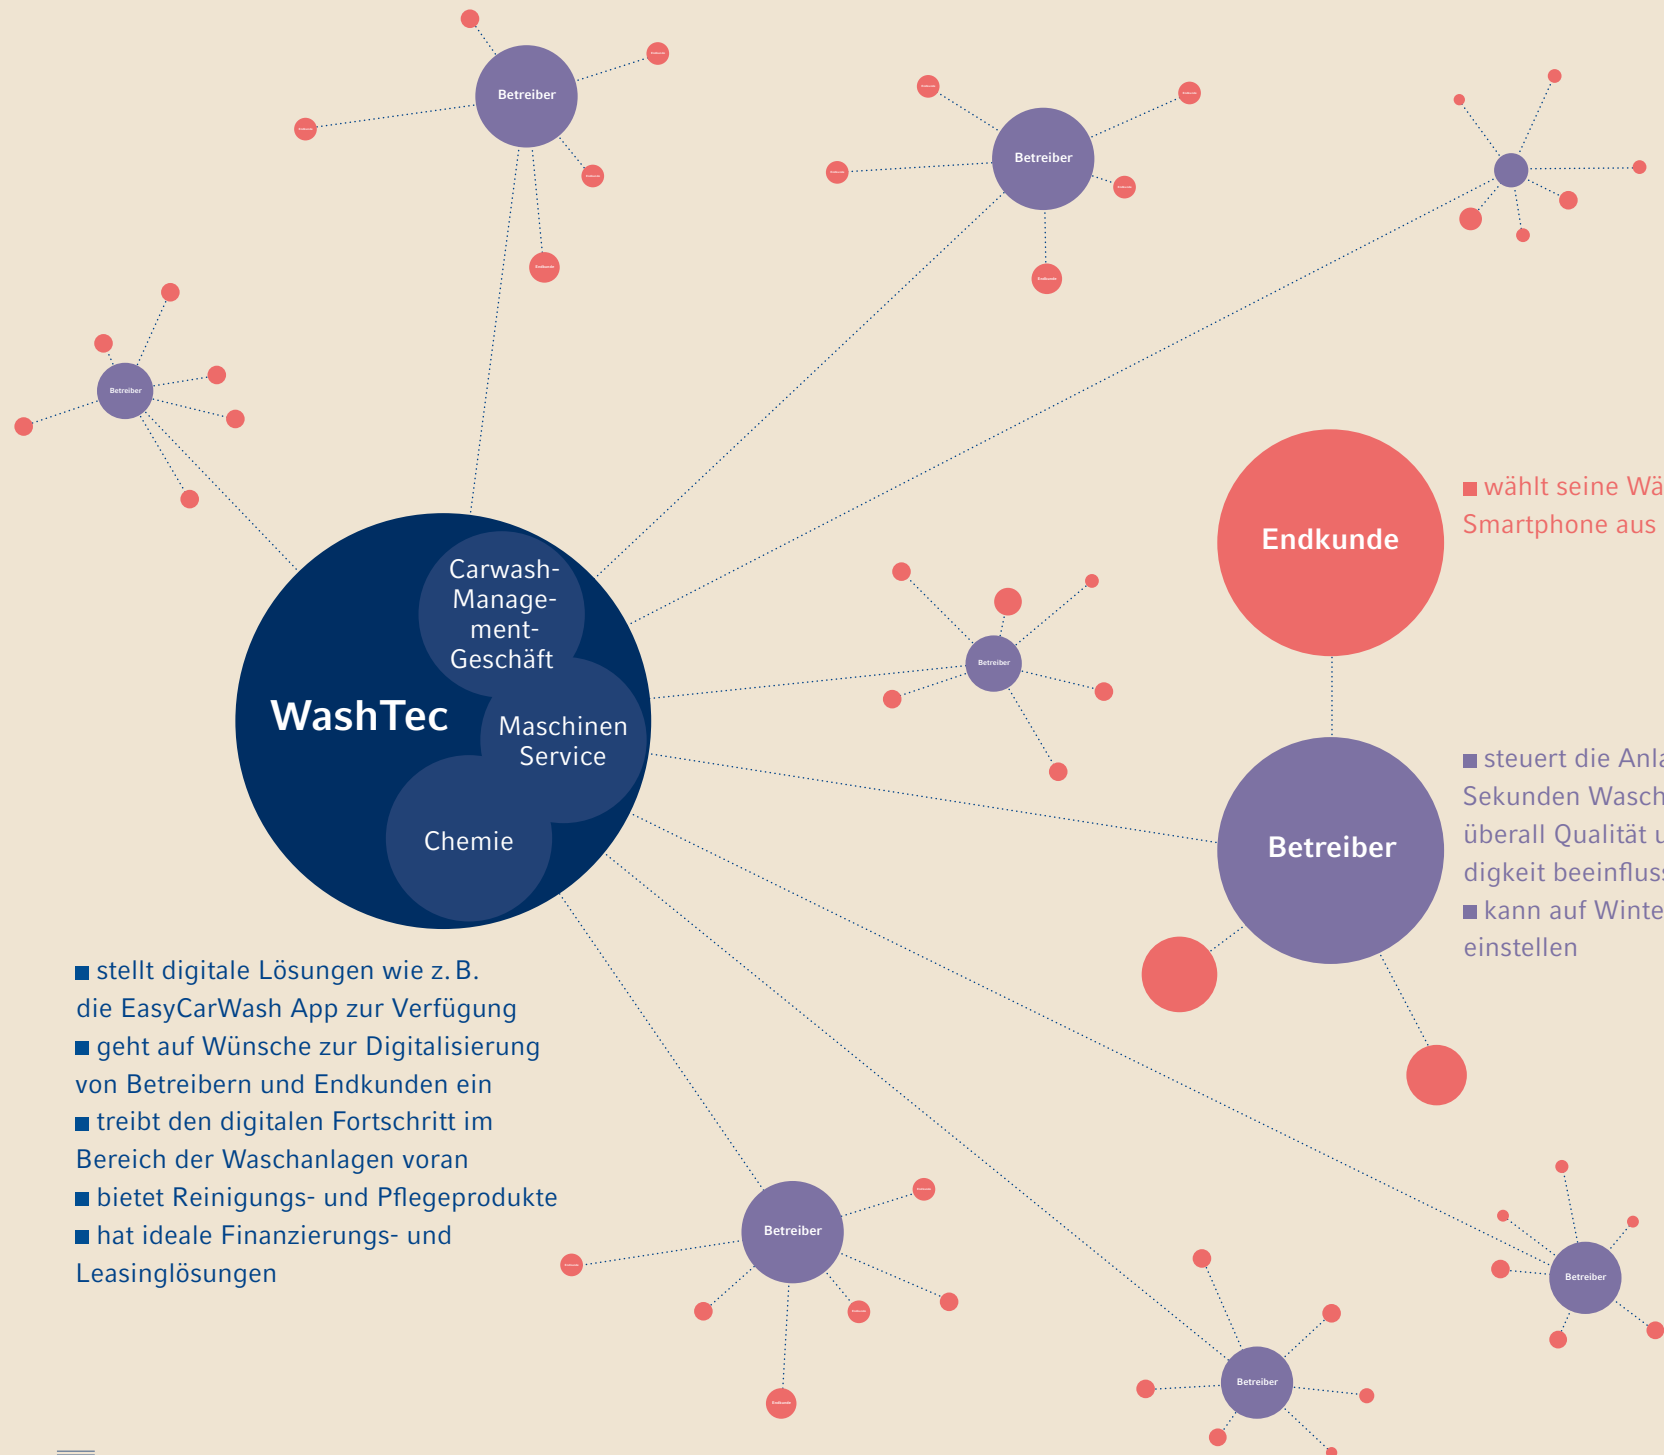 Betreiber
Betreiber
Betreiber
Endkunde
Endkunde
Endkunde
wählt seine Wä
Smartphone aus
Carwash-
Manage-
ment-
Geschäft
WashTec
Maschinen
Service
Chemie
Betreiber
Betreiber
■ steuert die Anla
Sekunden Wasch
überall Qualität u
digkeit beeinfluss
■ kann auf Winte
einstellen
■ stellt digitale Lösungen wie z. B.
die EasyCarWash App zur Verfügung
■ geht auf Wünsche zur Digitalisierung
von Betreibern und Endkunden ein
■ treibt den digitalen Fortschritt im
Bereich der Waschanlagen voran
■ bietet Reinigungs- und Pflegeprodukte
■ hat ideale Finanzierungs- und
Leasinglösungen
Betreiber
Endkunde
Betreiber
Betreiber